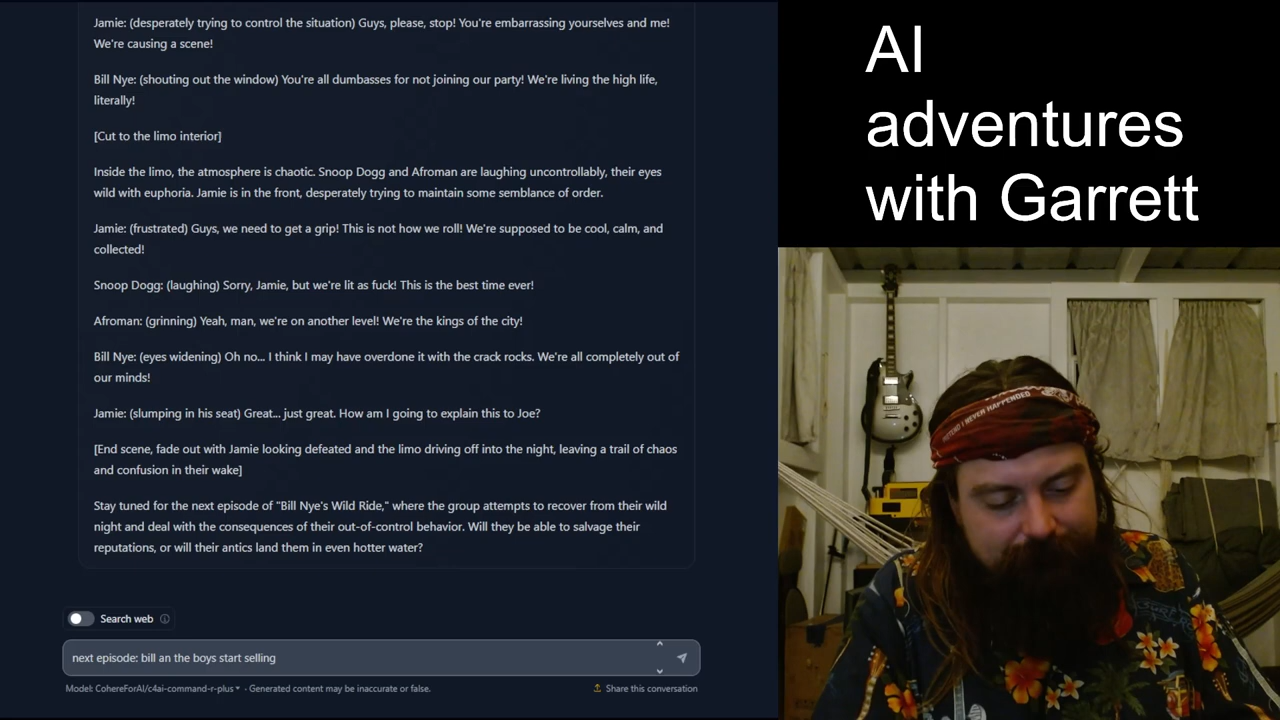 Jamie: (desperately trying to control the situation) Guys, please, stop! You're embarrassing yourselves and me!
We're causing a scene!
Bill Nye: (shouting out the window) You're all dumbasses for not joining our party! We're living the high life,
literally!
[Cut to the limo interior]
Inside the limo, the atmosphere is chaotic. Snoop Dogg and Afroman are laughing uncontrollably, their eyes
wild with euphoria. Jamie is in the front, desperately trying to maintain some semblance of order.
Jamie: (frustrated) Guys, we need to get a grip! This is not how we roll! We're supposed to be cool, calm, and
collected!
Snoop Dogg: (laughing) Sorry, Jamie, but we're lit as fuck! This is the best time ever!
Afroman: (grinning) Yeah, man, we're on another level! We're the kings of the city!
Bill Nye: (eyes widening) Oh no... I think I may have overdone it with the crack rocks. We're all completely out of
our minds!
Jamie: (slumping in his seat) Great... just great. How am I going to explain this to Joe?
[End scene, fade out with Jamie looking defeated and the limo driving off into the night, leaving a trail of chaos
and confusion in their wake]
Stay tuned for the next episode of "Bill Nye's Wild Ride," where the group attempts to recover from their wild
night and deal with the consequences of their out-of-control behavior. Will they be able to salvage their
reputations, or will their antics land them in even hotter water?
Search web
next episode: bill an the boys start selling
Model: CohereForAI/c4ai-command-r-plus · Generated content may be inaccurate or false.
Share this conversation
AI
adventures
with Garrett
NEVER HAPPENED